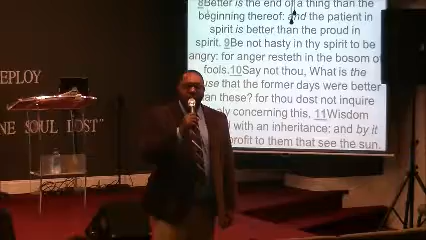 8Better is the end of a thing than the
beginning thereof: and the patient in
spirit is better than the proud in
spirit. 9Be not hasty in thy spirit to be
angry: for anger resteth in the bosom of
fools.10Say not thou, What is the
use that the former days were better
than these? for thou dost not inquire
concerning this, 11Wisdom
with an inheritance: and by it
profit to them that see the sun.
EPLOY
NE SOUL LOST"